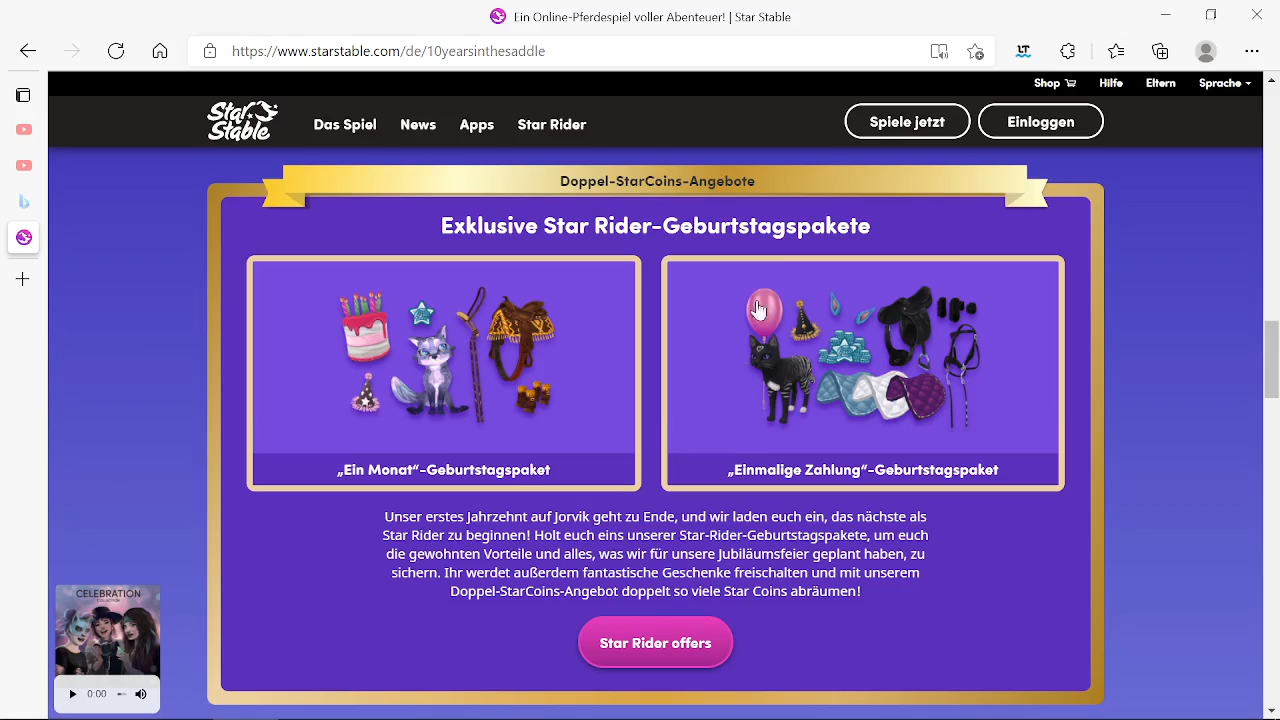 Ein Online-Pferdespiel voller Abenteuer! | Star Stable
https://www.starstable.com/de/10yearsinthesaddle
LT
Shop
Hilfe
Eltern
Sprache
Star Stable
Das Spiel
News
Apps
Star Rider
Spiele jetzt
Einloggen
Doppel-StarCoins-Angebote
Exklusive Star Rider-Geburtstagspakete
„Ein Monat“-Geburtstagspaket
„Einmalige Zahlung“-Geburtstagspaket
Unser erstes Jahrzehnt auf Jorvik geht zu Ende, und wir laden euch ein, das nächste als
Star Rider zu beginnen! Holt euch eins unserer Star-Rider-Geburtstagspakete, um euch
die gewohnten Vorteile und alles, was wir für unsere Jubiläumsfeier geplant haben, zu
sichern. Ihr werdet außerdem fantastische Geschenke freischalten und mit unserem
Doppel-StarCoins-Angebot doppelt so viele Star Coins abräumen!
Star Rider offers
CELEBRATION
COLLECTION
0:00